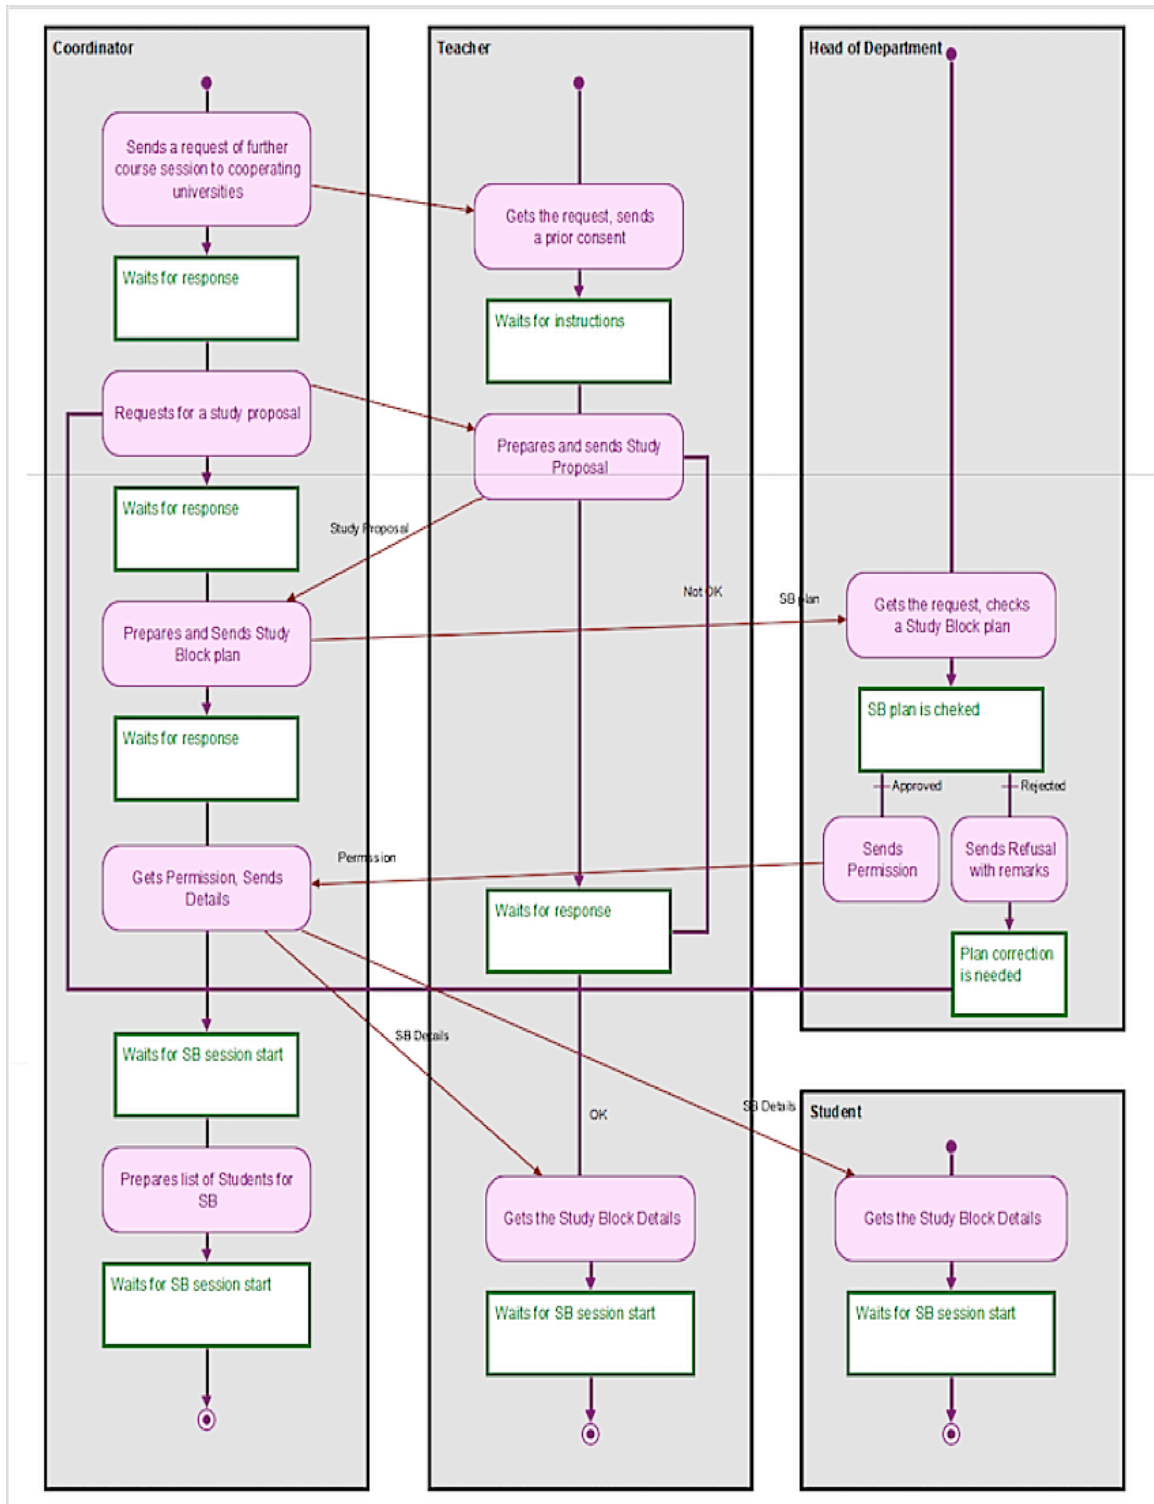 Coordinator
Sends a request of further
course session to cooperating
universities
Waits for response
Requests for a study proposal
Waits for response
Study Proposal
Prepares and Sends Study
Block plan
Waits for response
Permission
Gets Permission, Sends
Details
SB Details
SB Details
Waits for SB session start
Prepares list of Students for
SB
Waits for SB session start
Teacher
Gets the request, sends
a prior consent
Waits for instructions
Prepares and sends Study
Proposal
Not OK
Waits for response
OK
Gets the Study Block Details
Waits for SB session start
Head of Department
SB plan
Gets the request, checks
a Study Block plan
SB plan is cheked
Approved
Rejected
Sends
Permission
Sends Refusal
with remarks
Plan correction
is needed
Student
Gets the Study Block Details
Waits for SB session start